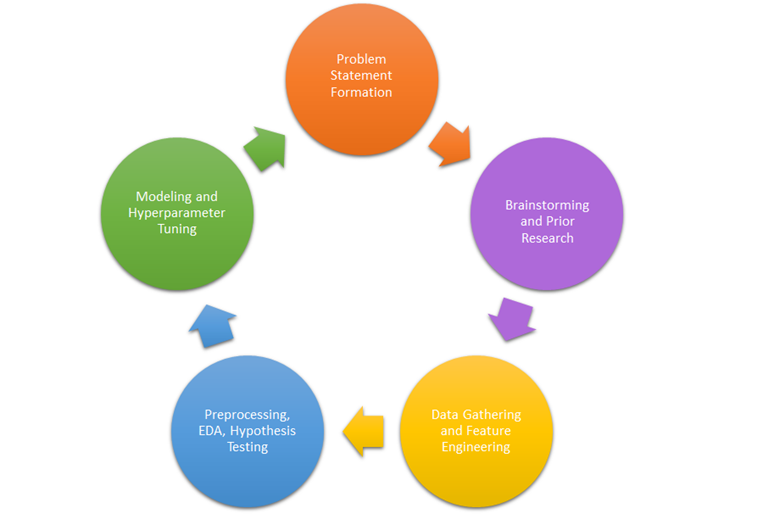 Problem
Statement
Formation
Brainstorming
and Prior
Research
Data Gathering
and Feature
Engineering
Preprocessing,
EDA, Hypothesis
Testing
Modeling and
Hyperparameter
Tuning